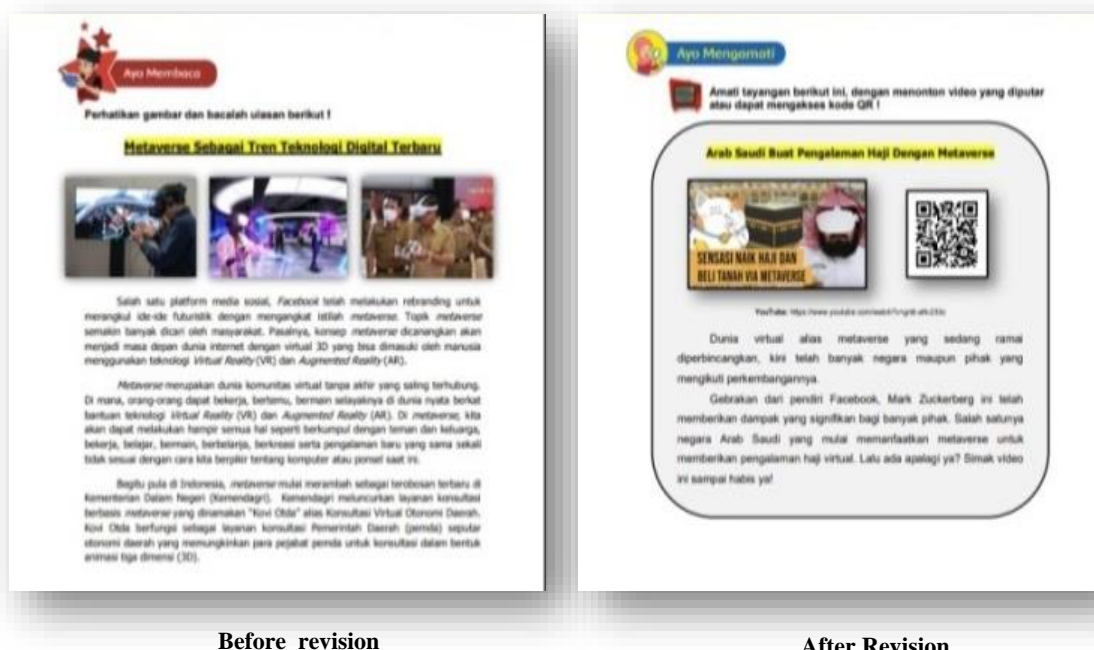 Ayo Membaca
Perhatikan gambar dan bacalah ulasan berikut !
Metaverse Sebagai Tren Teknologi Digital Terbaru
Salah satu platform media sosial, Facebook telah melakukan rebranding untuk
merangkul ide-ide futuristik dengan mengangkat istilah metaverse. Topik metaverse
semakin banyak dicari oleh masyarakat. Pasalnya, konsep metaverse dicanangkan akan
menjadi masa depan dunia internet dengan virtual 3D yang bisa dimasuki oleh manusia
menggunakan teknologi Virtual Reality (VR) dan Augmented Reality (AR).
Metaverse merupakan dunia komunitas virtual tanpa akhir yang saling terhubung.
Di mana, orang-orang dapat bekerja, bertemu, bermain selayaknya di dunia nyata berkat
bantuan teknologi Virtual Reality (VR) dan Augmented Reality (AR). Di metaverse, kita
akan dapat melakukan hampir semua hal seperti berkumpul dengan teman dan keluarga,
bekerja, belajar, bermain, berbelanja, berkreasi serta pengalaman baru yang sama sekali
tidak sesuai dengan cara kita berpikir tentang komputer atau ponsel saat ini.
Begitu pula di Indonesia, metaverse mulai merambah sebagai terobosan terbaru di
Kementerian Dalam Negeri (Kemendagri). Kemendagri meluncurkan layanan konsultasi
berbasis metaverse yang dinamakan "Kovi Otda" alias Konsultasi Virtual Otonomi Daerah.
Kovi Otda berfungsi sebagai layanan konsultasi Pemerintah Daerah (pemda) seputar
otonomi daerah yang memungkinkan para pejabat pemda untuk konsultasi dalam bentuk
animasi tiga dimensi (3D).
Before revision
Ayo Mengamati
Amati tayangan berikut ini, dengan menonton video yang diputar
atau dapat mengakses kode QR !
Arab Saudi Buat Pengalaman Haji Dengan Metaverse
SENSASI NAIK HAJI DAN
BELI TANAH VIA METAVERSE
YouTube:
Dunia virtual alias metaverse yang sedang ramai
diperbincangkan, kini telah banyak negara maupun pihak yang
mengikuti perkembangannya.
Gebrakan dari pendiri Facebook, Mark Zuckerberg ini telah
memberikan dampak yang signifikan bagi banyak pihak. Salah satunya
negara Arab Saudi yang mulai memanfaatkan metaverse untuk
memberikan pengalaman haji virtual. Lalu ada apalagi ya? Simak video
ini sampai habis ya!
After Revision